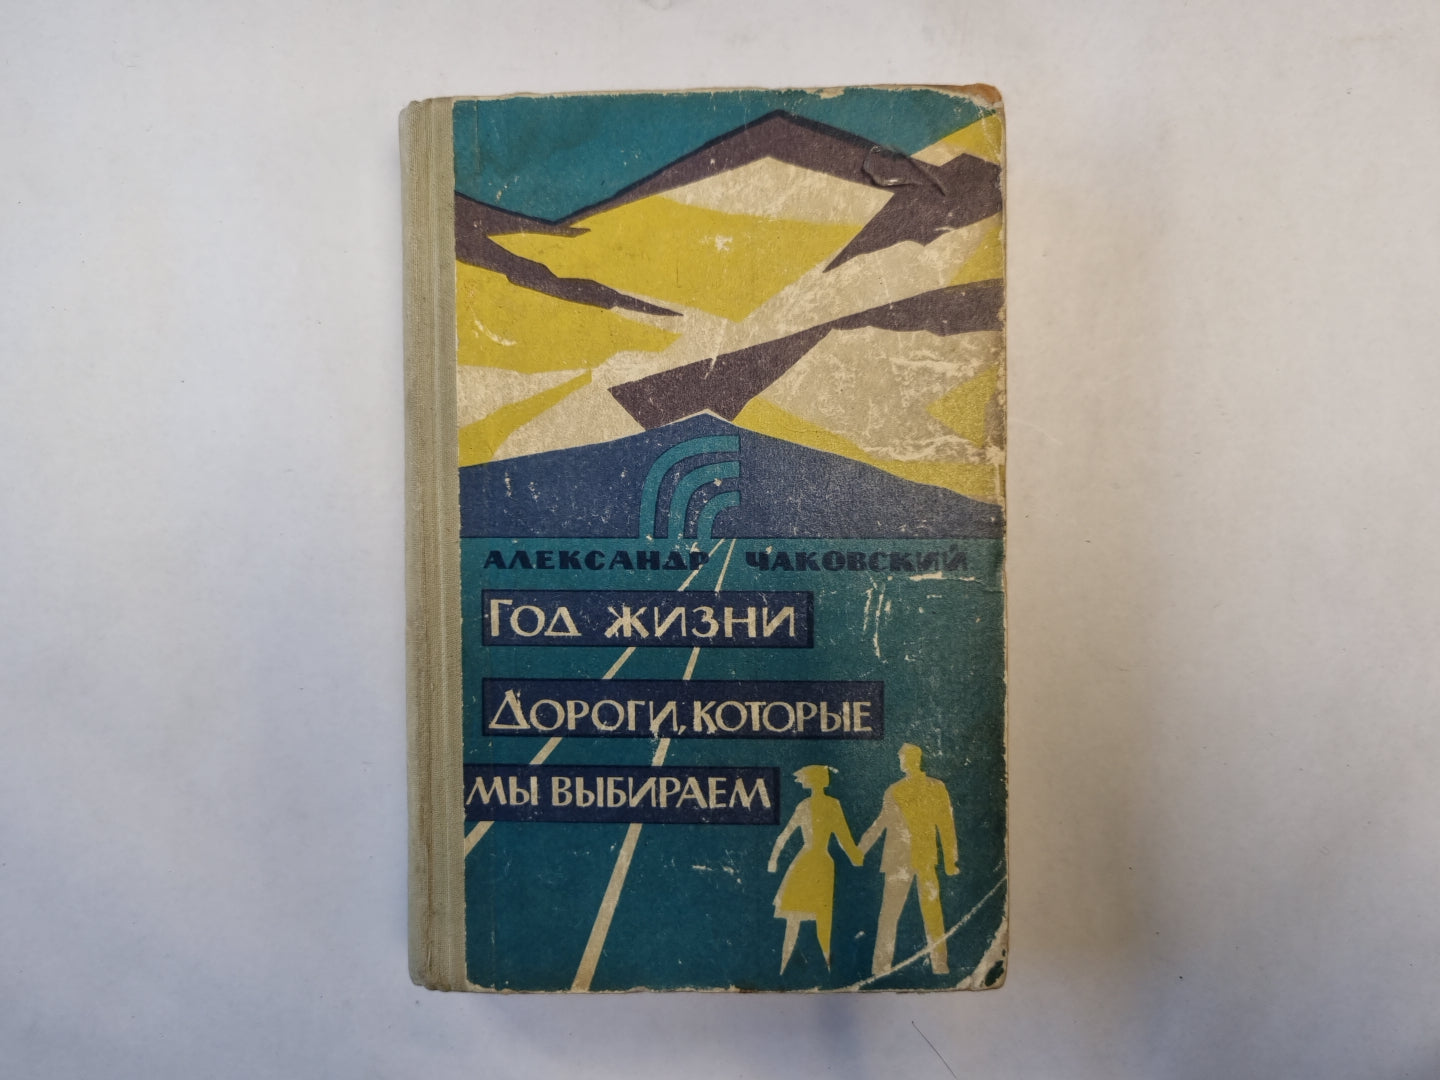 АЛЕКСАНДР ЧАКОВСКИЙ
ГОД ЖИЗНИ
ДОРОГИ, КОТОРЫЕ
МЫ ВЫБИРАЕМ